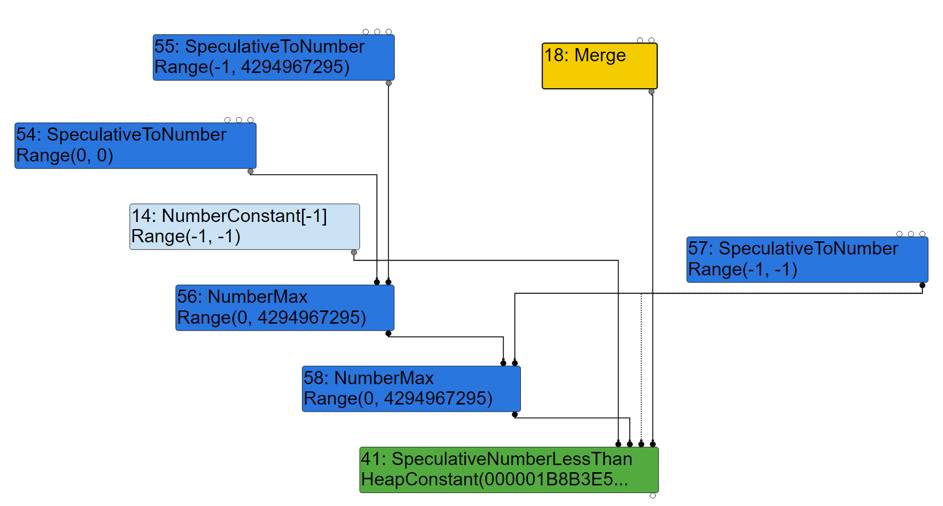 55: SpeculativeToNumber
Range(-1, 4294967295)
18: Merge
54: SpeculativeToNumber
Range(0, 0)
14: NumberConstant[-1]
Range(-1, -1)
57: SpeculativeToNumber
Range(-1, -1)
56: NumberMax
Range(0, 4294967295)
58: NumberMax
Range(0, 4294967295)
41: SpeculativeNumberLessThan
HeapConstant(000001B8B3E5...